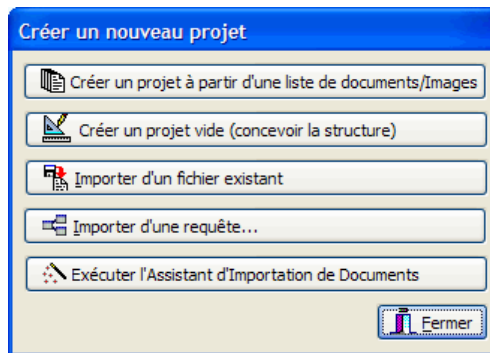 Créer un nouveau projet
Créer un projet à partir d'une liste de documents/Images
Créer un projet vide (concevoir la structure)
Importer d'un fichier existant
Importer d'une requête...
Exécuter l'Assistant d'Importation de Documents
Fermer